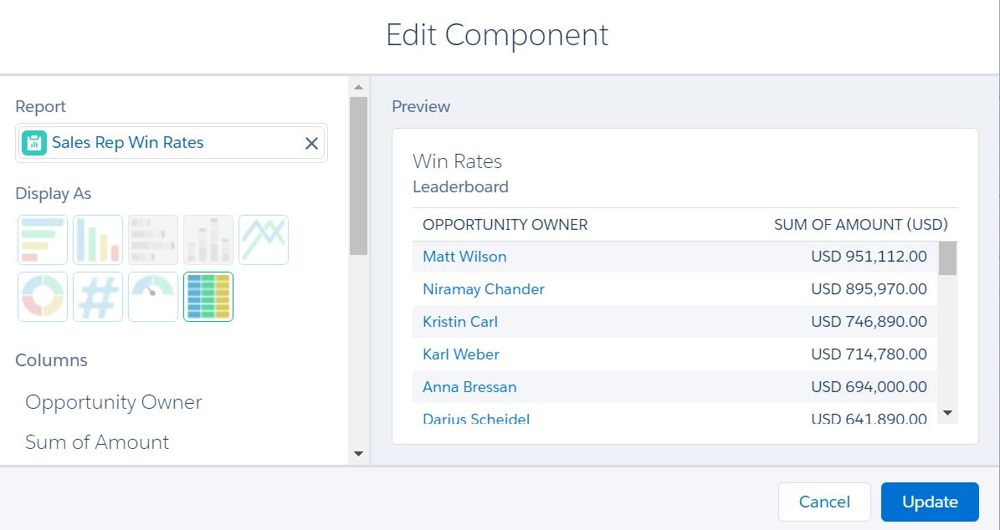 Edit Component
Report
Sales Rep Win Rates
Display As
Columns
Opportunity Owner
Sum of Amount
Preview
Win Rates
Leaderboard
OPPORTUNITY OWNER SUM OF AMOUNT (USD)
Matt Wilson USD 951,112.00
Niramay Chander USD 895,970.00
Kristin Carl USD 746,890.00
Karl Weber USD 714,780.00
Anna Bressan USD 694,000.00
Darius Scheidel USD 641,890.00
Cancel Update